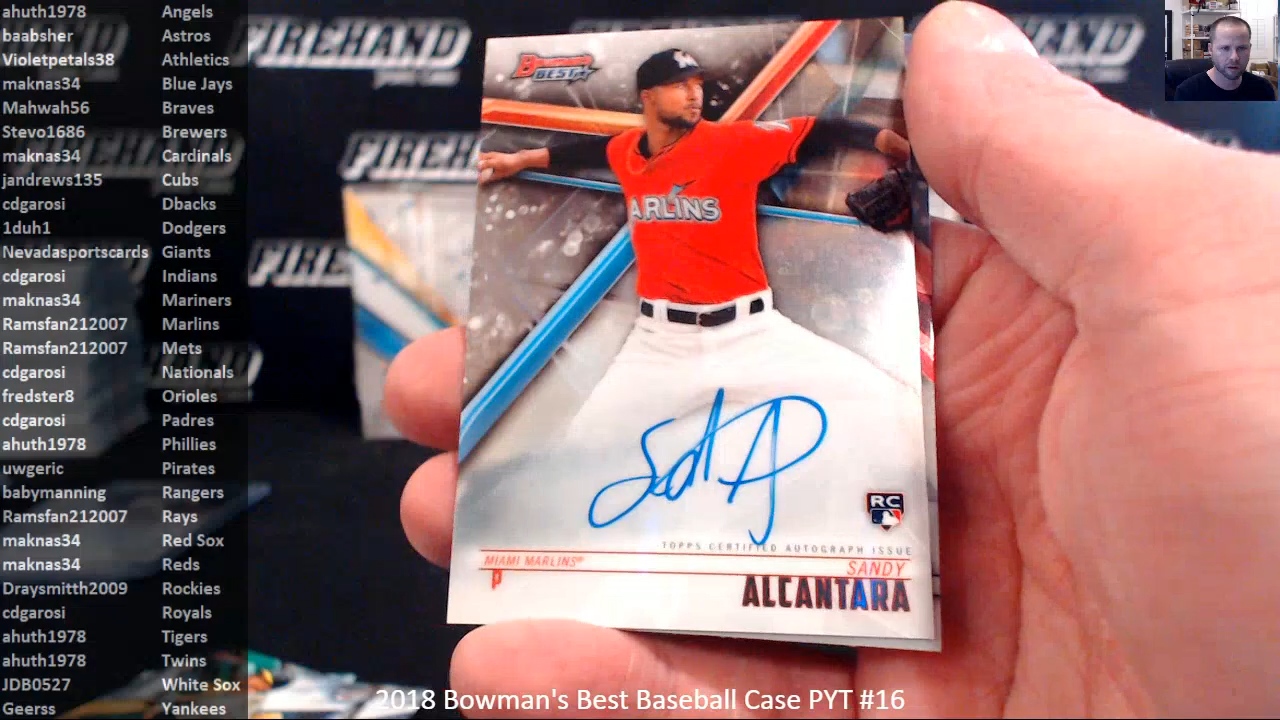 ahuth1978 Angels
baabsher Astros
Violetpetals38 Athletics
maknas34 Blue Jays
Mahwah56 Braves
Stevo1686 Brewers
maknas34 Cardinals
jandrews135 Cubs
cdgarosi Dbacks
1duh1 Dodgers
Nevadasportscards Giants
cdgarosi Indians
maknas34 Mariners
Ramsfan212007 Marlins
Ramsfan212007 Mets
cdgarosi Nationals
fredster8 Orioles
cdgarosi Padres
ahuth1978 Phillies
uwgeric Pirates
babymanning Rangers
Ramsfan212007 Rays
maknas34 Red Sox
maknas34 Reds
Draysmitth2009 Rockies
cdgarosi Royals
ahuth1978 Tigers
ahuth1978 Twins
JDB0527 White Sox
Geerss Yankees
FIREHAND
FIREHAND
FIREHAND
BOWMAN'S
BEST
MARLINS
RC
TOPPS CERTIFIED AUTOGRAPH ISSUE
MIAMI MARLINS®
P
SANDY
ALCANTARA
2018 Bowman's Best Baseball Case PYT #16